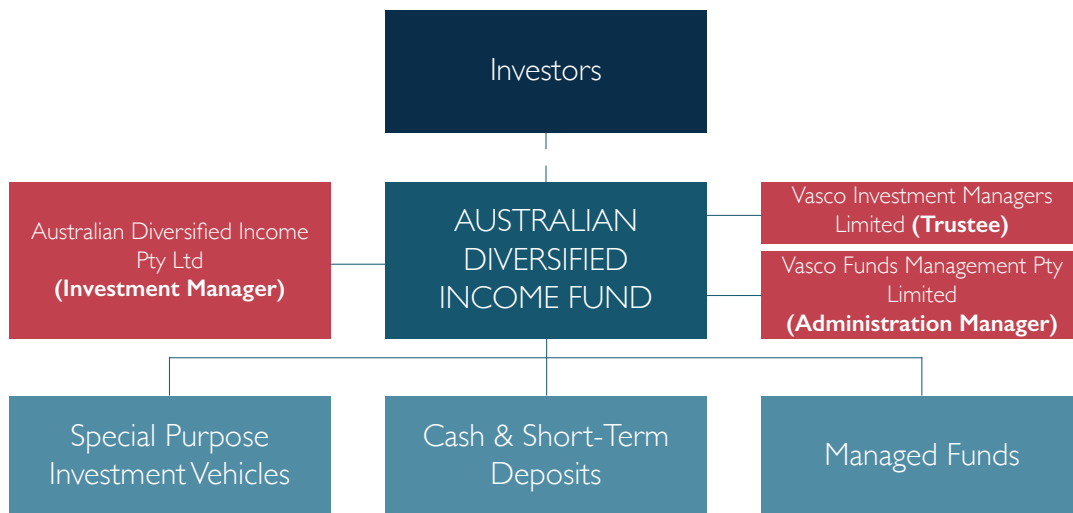 Investors
Australian Diversified Income
Pty Ltd
(Investment Manager)
AUSTRALIAN
DIVERSIFIED
INCOME FUND
Vasco Investment Managers
Limited (Trustee)
Vasco Funds Management Pty
Limited
(Administration Manager)
Special Purpose
Investment Vehicles
Cash & Short-Term
Deposits
Managed Funds